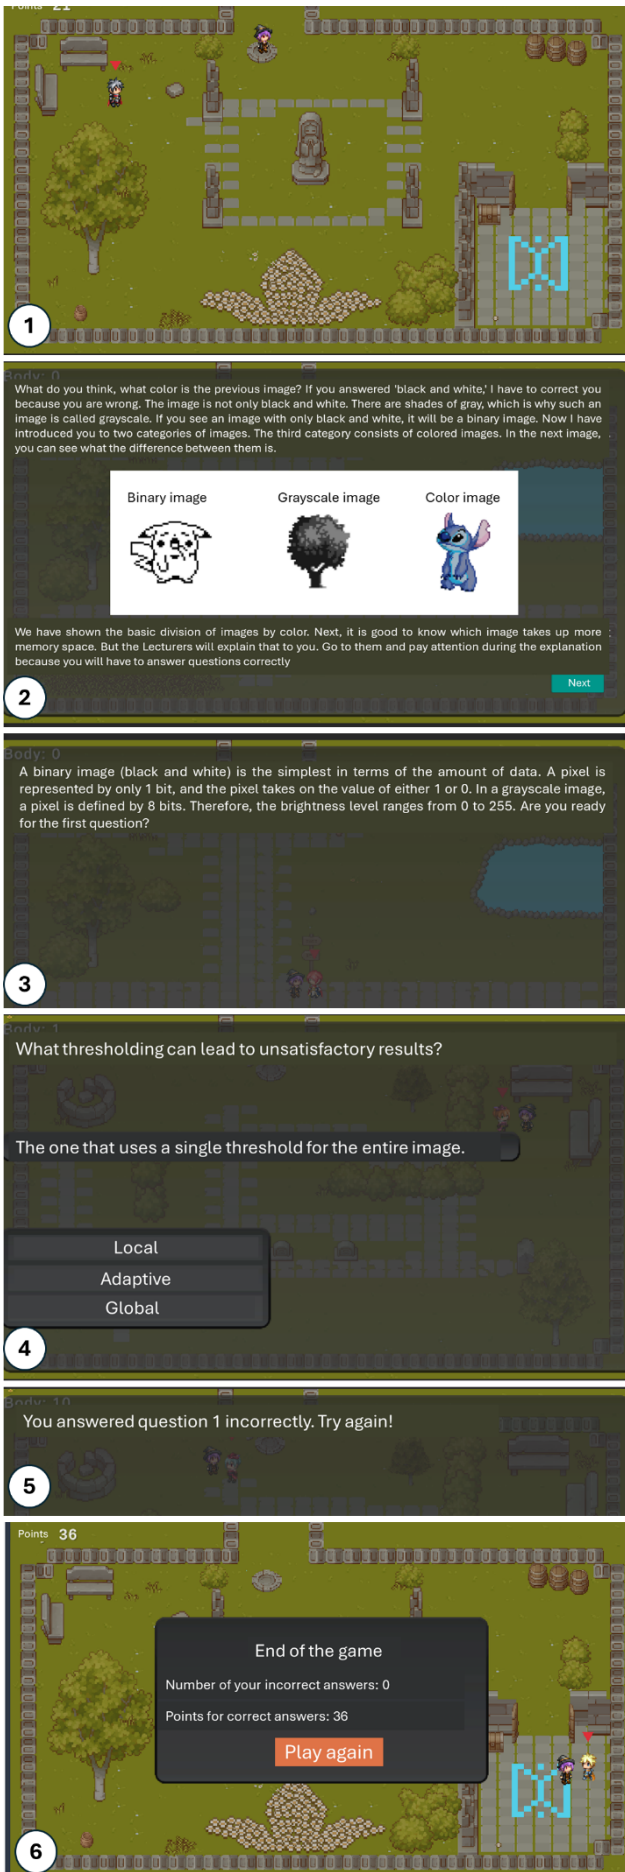 Points 21
1
Body: 0
What do you think, what color is the previous image? If you answered 'black and white,' I have to correct you
because you are wrong. The image is not only black and white. There are shades of gray, which is why such an
image is called grayscale. If you see an image with only black and white, it will be a binary image. Now I have
introduced you to two categories of images. The third category consists of colored images. In the next image,
you can see what the difference between them is.
Binary image Grayscale image Color image
We have shown the basic division of images by color. Next, it is good to know which image takes up more
memory space. But the Lecturers will explain that to you. Go to them and pay attention during the explanation
because you will have to answer questions correctly
Next
2
Body: 0
A binary image (black and white) is the simplest in terms of the amount of data. A pixel is
represented by only 1 bit, and the pixel takes on the value of either 1 or 0. In a grayscale image,
a pixel is defined by 8 bits. Therefore, the brightness level ranges from 0 to 255. Are you ready
for the first question?
3
Body: 1
What thresholding can lead to unsatisfactory results?
The one that uses a single threshold for the entire image.
Local
Adaptive
Global
4
Body: 10
You answered question 1 incorrectly. Try again!
5
Points 36
End of the game
Number of your incorrect answers: 0
Points for correct answers: 36
Play again
6